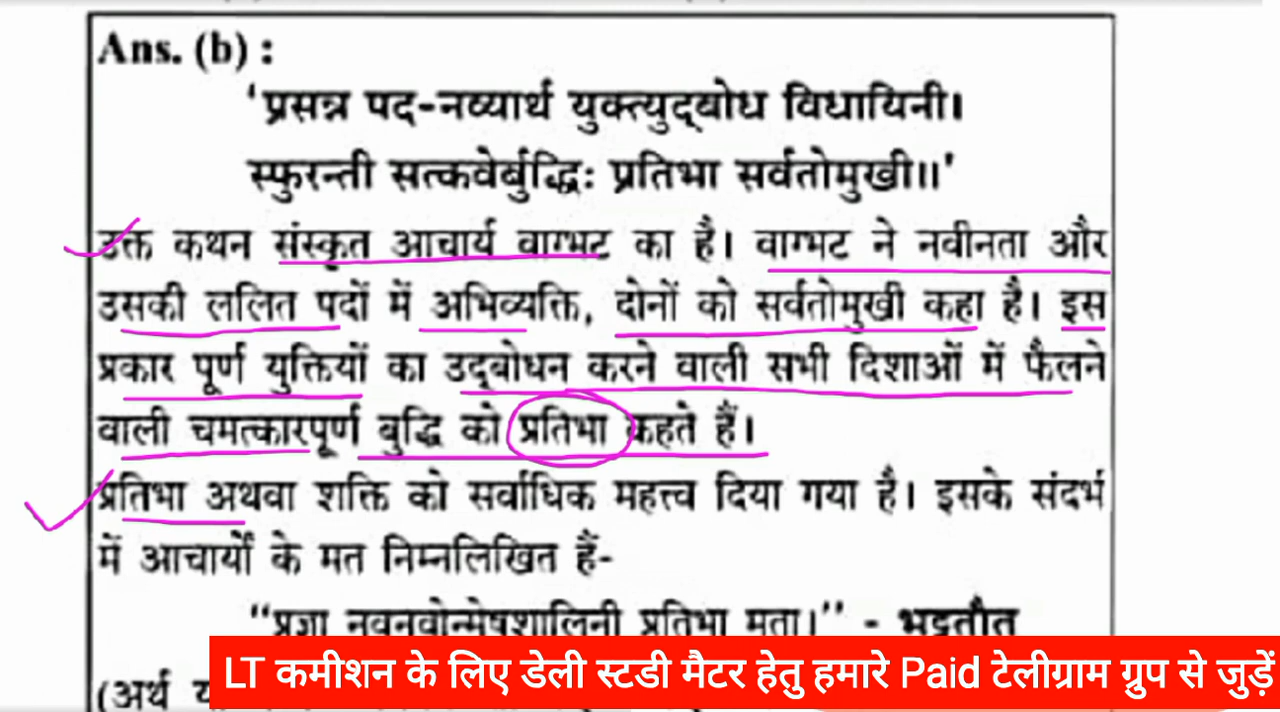 Ans. (b) :
'प्रसन्न पद-नव्यार्थ युक्त्युद्बोध विधायिनी।
स्फुरन्ती सत्कवेर्बुद्धिः प्रतिभा सर्वतोमुखी।।'
उक्त कथन संस्कृत आचार्य वाग्भट का है। वाग्भट ने नवीनता और
उसकी ललित पदों में अभिव्यक्ति, दोनों को सर्वतोमुखी कहा है। इस
प्रकार पूर्ण युक्तियों का उद्बोधन करने वाली सभी दिशाओं में फैलने
वाली चमत्कारपूर्ण बुद्धि को प्रतिभा कहते हैं।
प्रतिभा अथवा शक्ति को सर्वाधिक महत्त्व दिया गया है। इसके संदर्भ
में आचार्यों के मत निम्नलिखित हैं-
"प्रज्ञा नवनवोन्मेषशालिनी प्रतिभा मता।" - भट्टतौत
(अर्थ
LT कमीशन के लिए डेली स्टडी मैटर हेतु हमारे Paid टेलीग्राम ग्रुप से जुड़ें